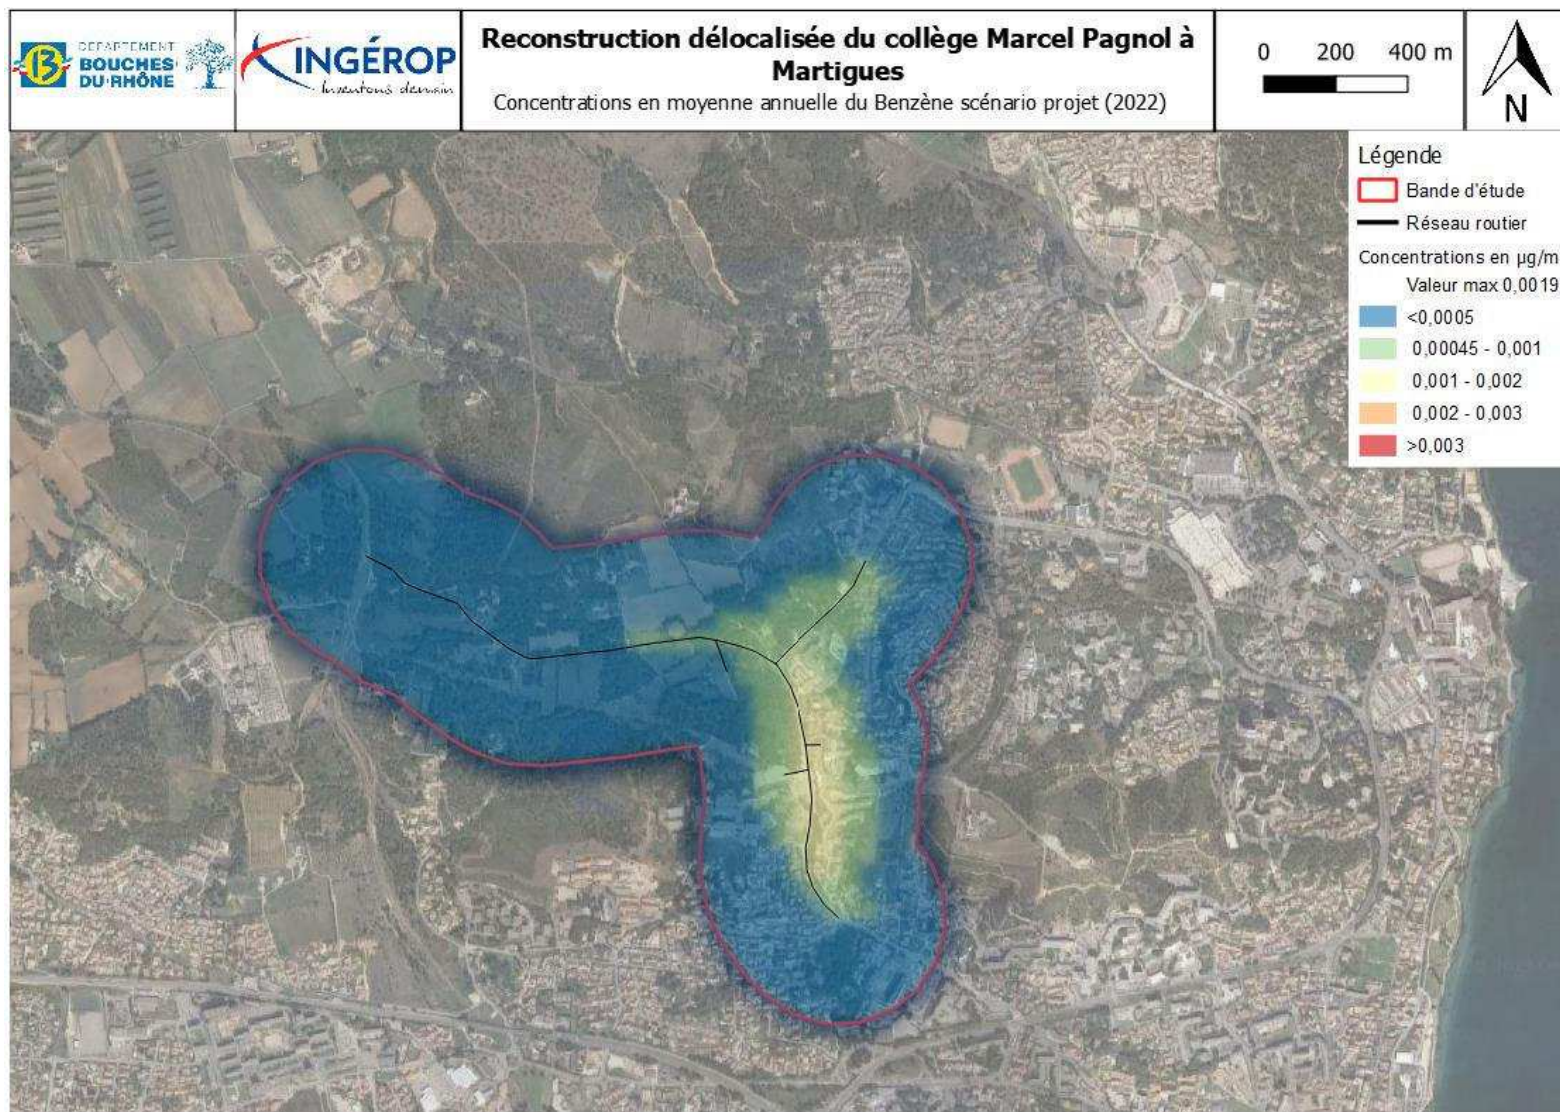 DEPARTEMENT
BOUCHES
DU·RHÔNE
INGÉROP
Inventons demain
Reconstruction délocalisée du collège Marcel Pagnol à
Martigues
Concentrations en moyenne annuelle du Benzène scénario projet (2022)
0 200 400 m
N
Légende
Bande d'étude
Réseau routier
Concentrations en µg/m
Valeur max 0,0019
<0,0005
0,00045 - 0,001
0,001 - 0,002
0,002 - 0,003
>0,003